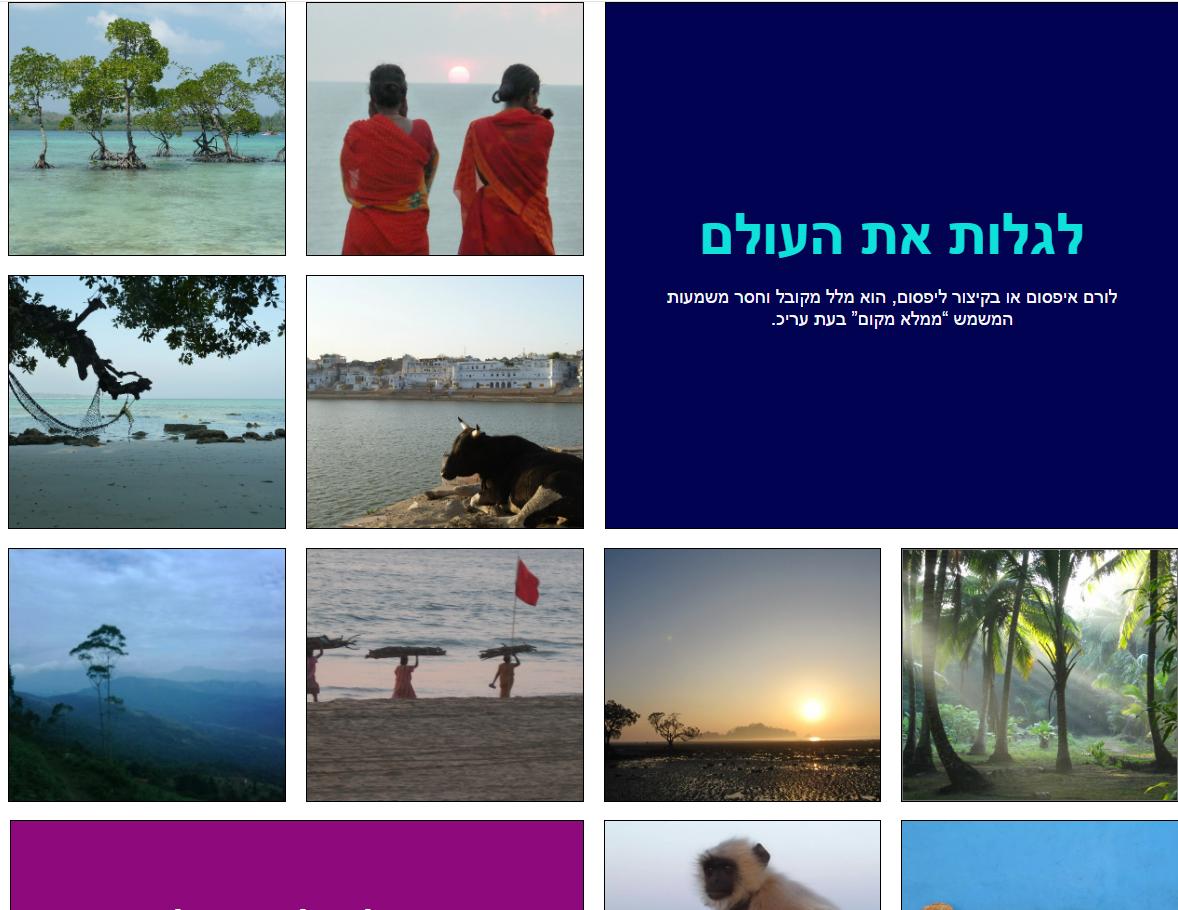 לגלות את העולם
לורם איפסום או בקיצור ליפסום, הוא מלל מקובל וחסר משמעות
המשמש “ממלא מקום” בעת עריכ.